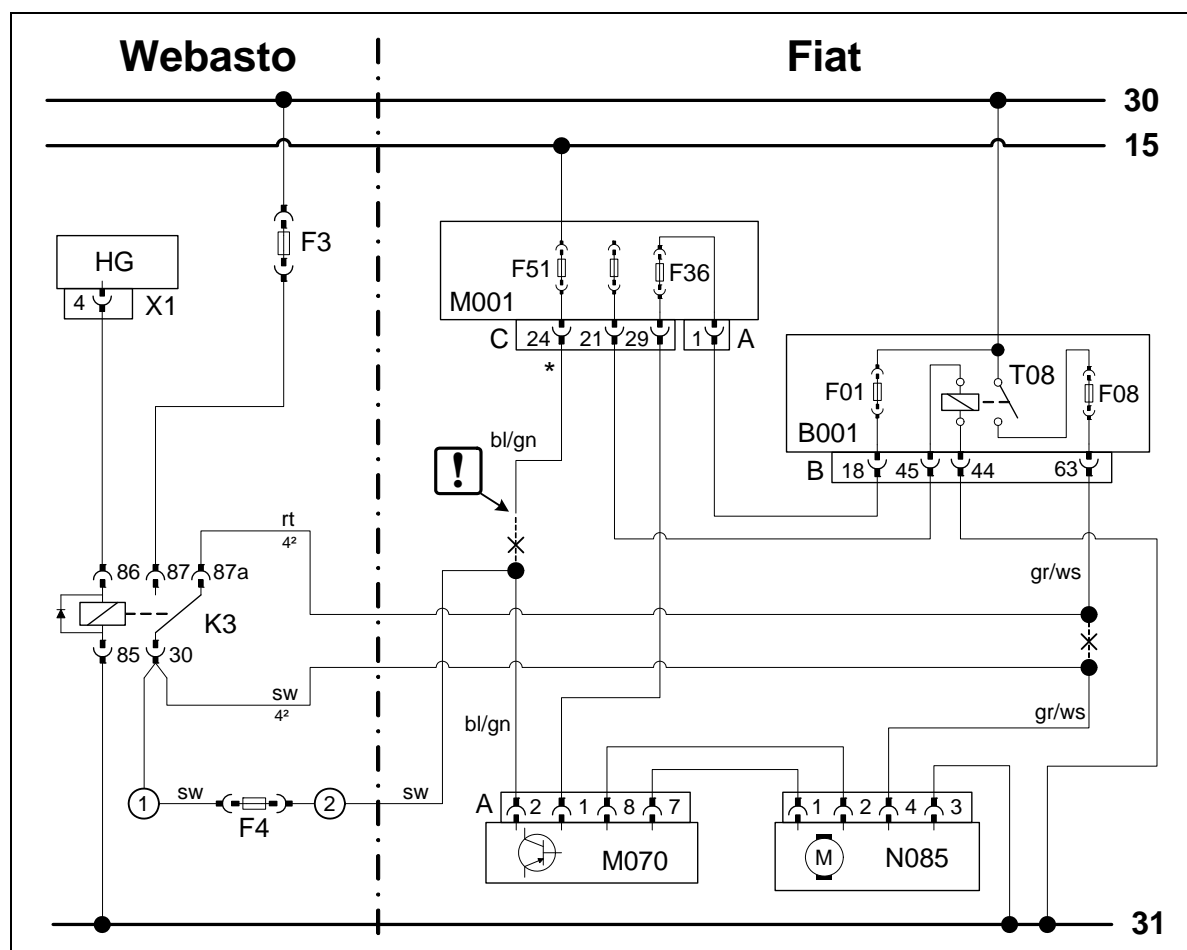 Webasto Fiat
30
15
F3
HG
4 X1
F51 F36
M001
C 24 21 29 1 A
*
T08
F01 F08
B001
B 18 45 44 63
bl/gn
!
rt
4²
gr/ws
86 87 87a
K3
85 30
sw
4²
bl/gn
gr/ws
1 sw 2 sw
F4
A 2 1 8 7
M070
1 2 4 3
M N085
31